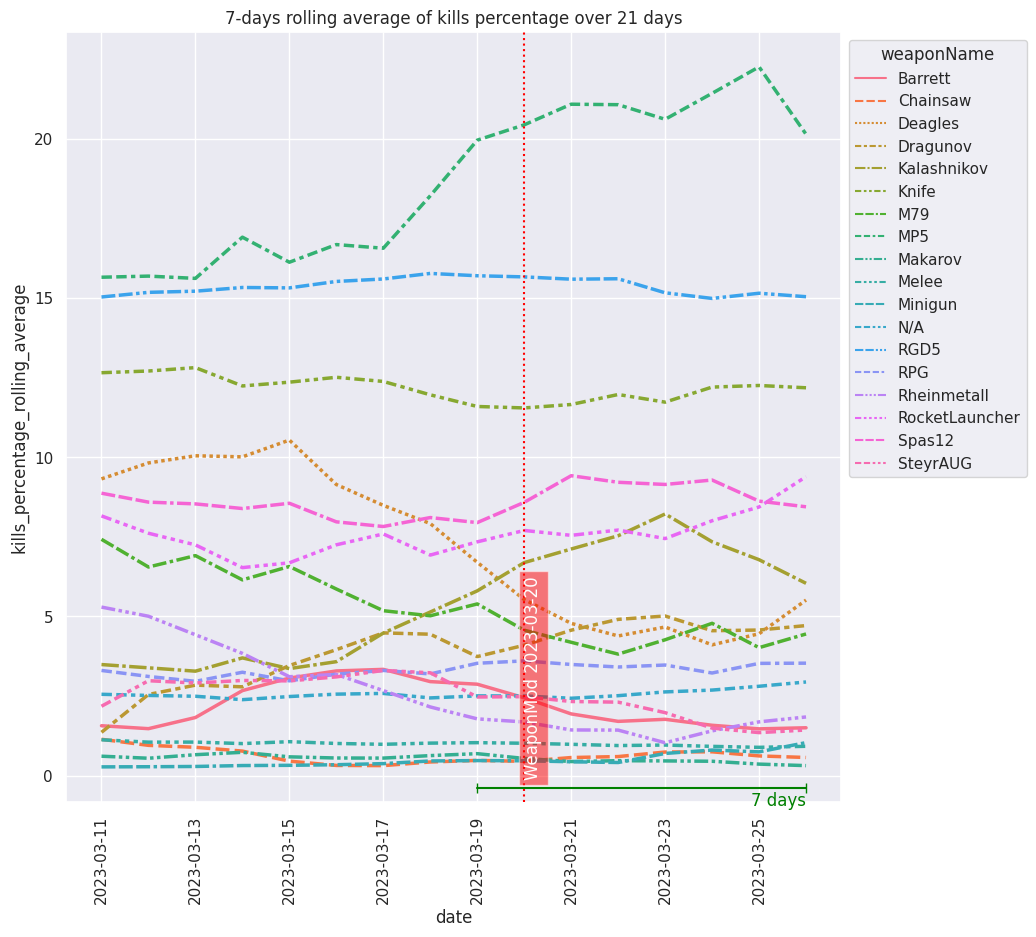 7-days rolling average of kills percentage over 21 days
kills_percentage_rolling_average
20
15
10
5
0
WeaponMod 2023-03-20
7 days
2023-03-11
2023-03-13
2023-03-15
2023-03-17
2023-03-19
2023-03-21
2023-03-23
2023-03-25
date
weaponName
Barrett
Chainsaw
Deagles
Dragunov
Kalashnikov
Knife
M79
MP5
Makarov
Melee
Minigun
N/A
RGD5
RPG
Rheinmetall
RocketLauncher
Spas12
SteyrAUG